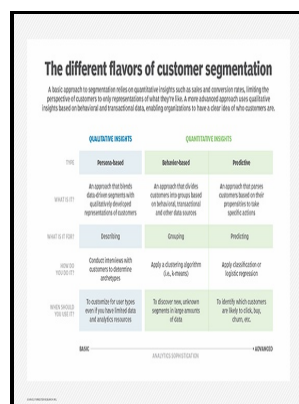 The different flavors of customer segmentation
A basic approach to segmentation relies on quantitative insights such as sales and conversion rates, limiting the
perspective of customers to only representations of what they're like. A more advanced approach uses qualitative
insights based on behavioral and transactional data, enabling organizations to have a clear idea of who customers are.
QUALITATIVE INSIGHTS
QUANTITATIVE INSIGHTS
TYPE
Persona-based
Behavior-based
Predictive
WHAT IS IT?
An approach that blends
data-driven segments with
qualitatively developed
representations of customers
An approach that divides
customers into groups based
on behavioral, transactional
and other data sources
An approach that parses
customers based on their
propensities to take
specific actions
WHAT IS IT FOR?
Describing
Grouping
Predicting
HOW DO
YOU DO IT?
Conduct interviews with
customers to determine
archetypes
Apply a clustering algorithm
(i.e., k-means)
Apply classification or
logistic regression
WHEN SHOULD
YOU USE IT?
To customize for user types
even if you have limited data
and analytics resources
To discover new, unknown
segments in large amounts
of data
To identify which customers
are likely to click, buy,
churn, etc.
BASIC
ADVANCED
ANALYTICS SOPHISTICATION